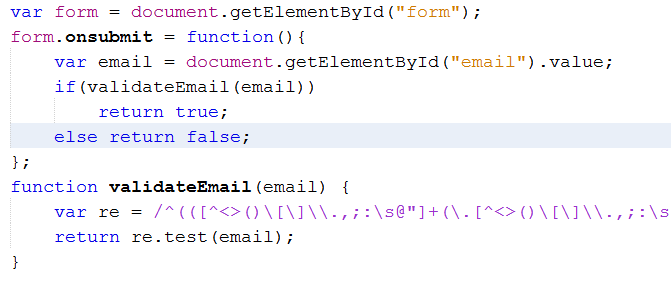 var form = document.getElementById("form");
form.onsubmit = function(){
    var email = document.getElementById("email").value;
    if(validateEmail(email))
        return true;
    else return false;
};
function validateEmail(email) {
    var re = /^(([^<>()\[\]\\.,;:\s@"]+(\.[^<>()\[\]\\.,;:\s
    return re.test(email);
}